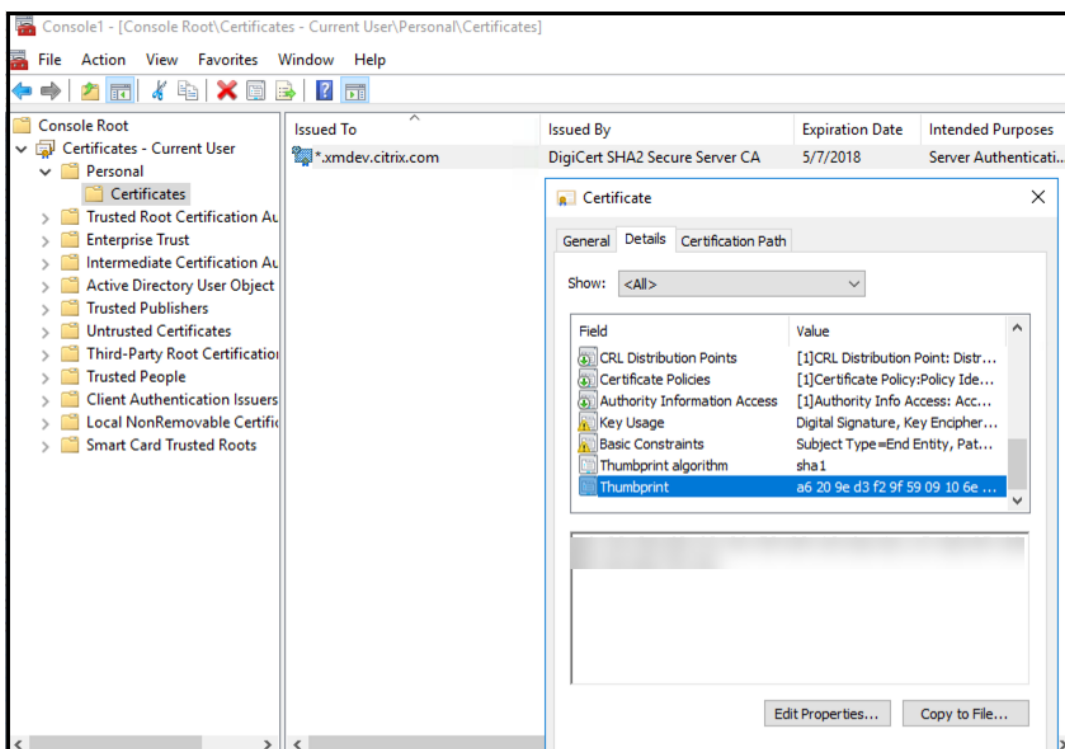 Console1 - [Console Root\Certificates - Current User\Personal\Certificates]
File Action View Favorites Window Help
Console Root
Certificates - Current User
Personal
Certificates
Trusted Root Certification Au
Enterprise Trust
Intermediate Certification Au
Active Directory User Object
Trusted Publishers
Untrusted Certificates
Third-Party Root Certification
Trusted People
Client Authentication Issuers
Local NonRemovable Certific
Smart Card Trusted Roots
Issued To Issued By Expiration Date Intended Purposes
*.xmdev.citrix.com DigiCert SHA2 Secure Server CA 5/7/2018 Server Authenticati...
Certificate
General Details Certification Path
Show: <All>
Field Value
CRL Distribution Points [1]CRL Distribution Point: Distr...
Certificate Policies [1]Certificate Policy:Policy Ide...
Authority Information Access [1]Authority Info Access: Acc...
Key Usage Digital Signature, Key Encipher...
Basic Constraints Subject Type=End Entity, Pat...
Thumbprint algorithm sha1
Thumbprint a6 20 9e d3 f2 9f 59 09 10 6e ...
Edit Properties... Copy to File...